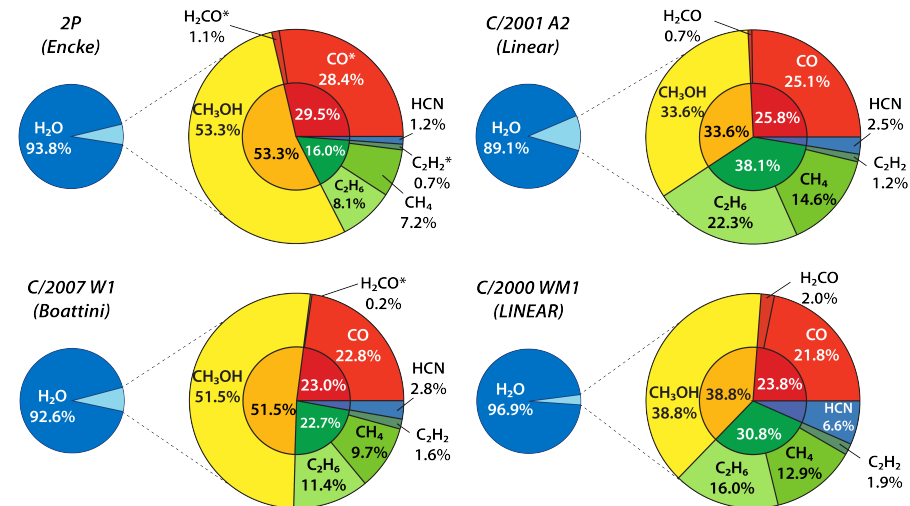 2P
(Encke)
H₂O
93.8%
H₂CO*
1.1%
CO*
28.4%
CH₃OH
53.3%
29.5%
53.3%
16.0%
HCN
1.2%
C₂H₂*
0.7%
CH₄
7.2%
C₂H₆
8.1%
C/2001 A2
(Linear)
H₂O
89.1%
H₂CO
0.7%
CO
25.1%
CH₃OH
33.6%
33.6%
25.8%
38.1%
HCN
2.5%
C₂H₂
1.2%
CH₄
14.6%
C₂H₆
22.3%
C/2007 W1
(Boattini)
H₂O
92.6%
H₂CO*
0.2%
CO
22.8%
CH₃OH
51.5%
23.0%
51.5%
22.7%
HCN
2.8%
C₂H₂
1.6%
CH₄
9.7%
C₂H₆
11.4%
C/2000 WM1
(LINEAR)
H₂O
96.9%
H₂CO
2.0%
CO
21.8%
CH₃OH
38.8%
38.8%
23.8%
30.8%
HCN
6.6%
C₂H₂
1.9%
CH₄
12.9%
C₂H₆
16.0%